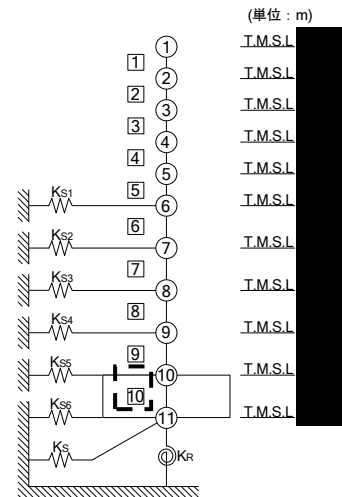 (単位：m)
① T.M.S.L
1
② T.M.S.L
2
③ T.M.S.L
3
④ T.M.S.L
4
⑤ T.M.S.L
5
KS1 ⑥ T.M.S.L
6
KS2 ⑦ T.M.S.L
7
KS3 ⑧ T.M.S.L
8
KS4 ⑨ T.M.S.L
9
KS5 ⑩ T.M.S.L
10
KS6 ⑪ T.M.S.L
KS KR